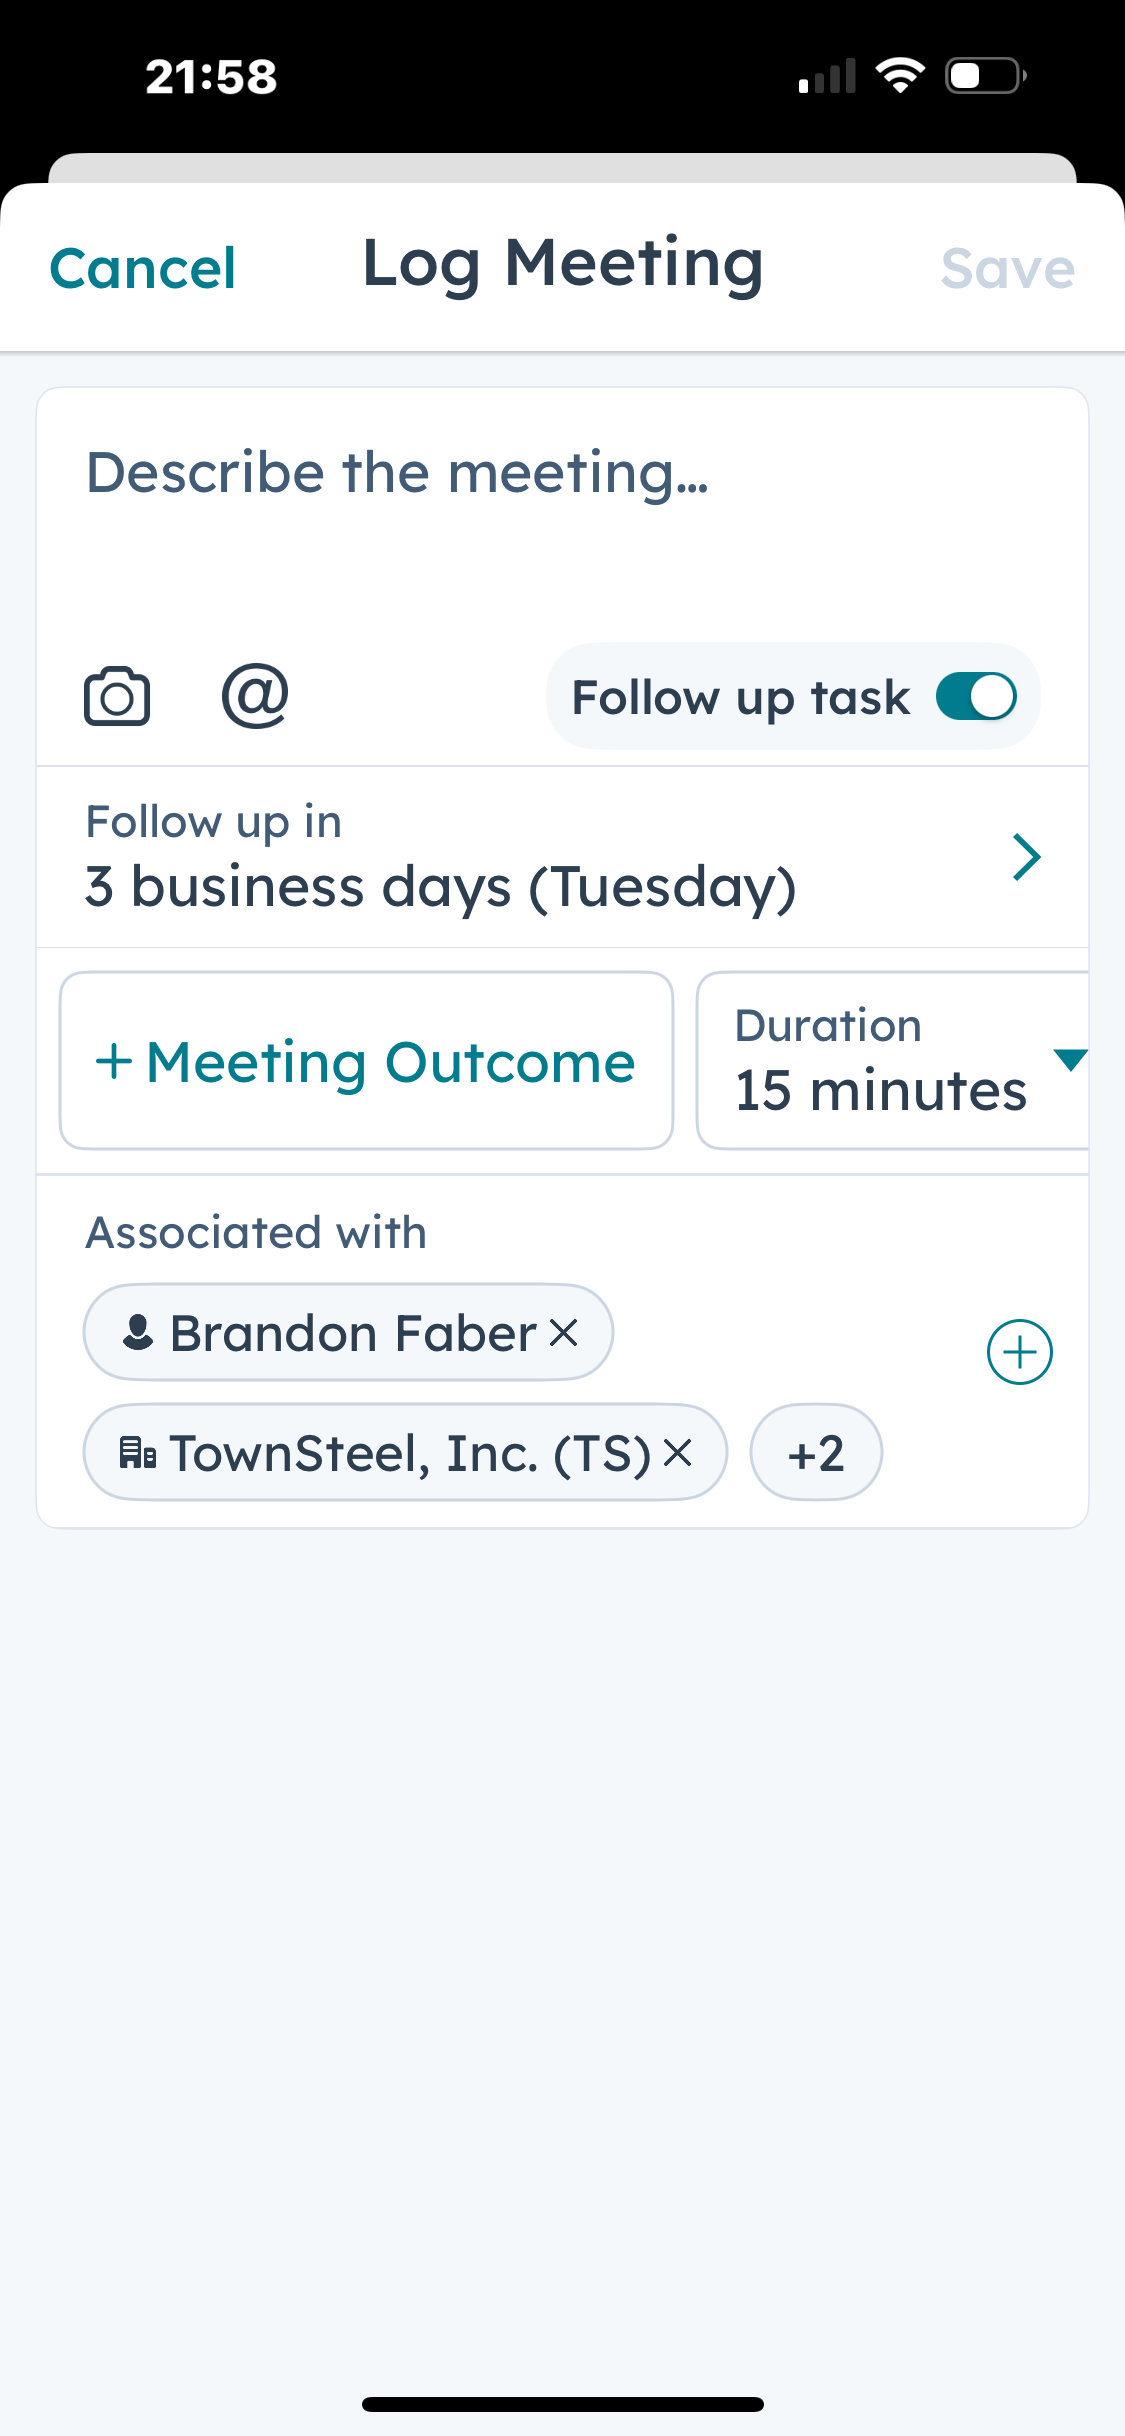 21:58
Cancel
Log Meeting
Save
Describe the meeting...
@
Follow up task
Follow up in
3 business days (Tuesday)
+ Meeting Outcome
Duration
15 minutes
Associated with
Brandon Faber
TownSteel, Inc. (TS)
+2